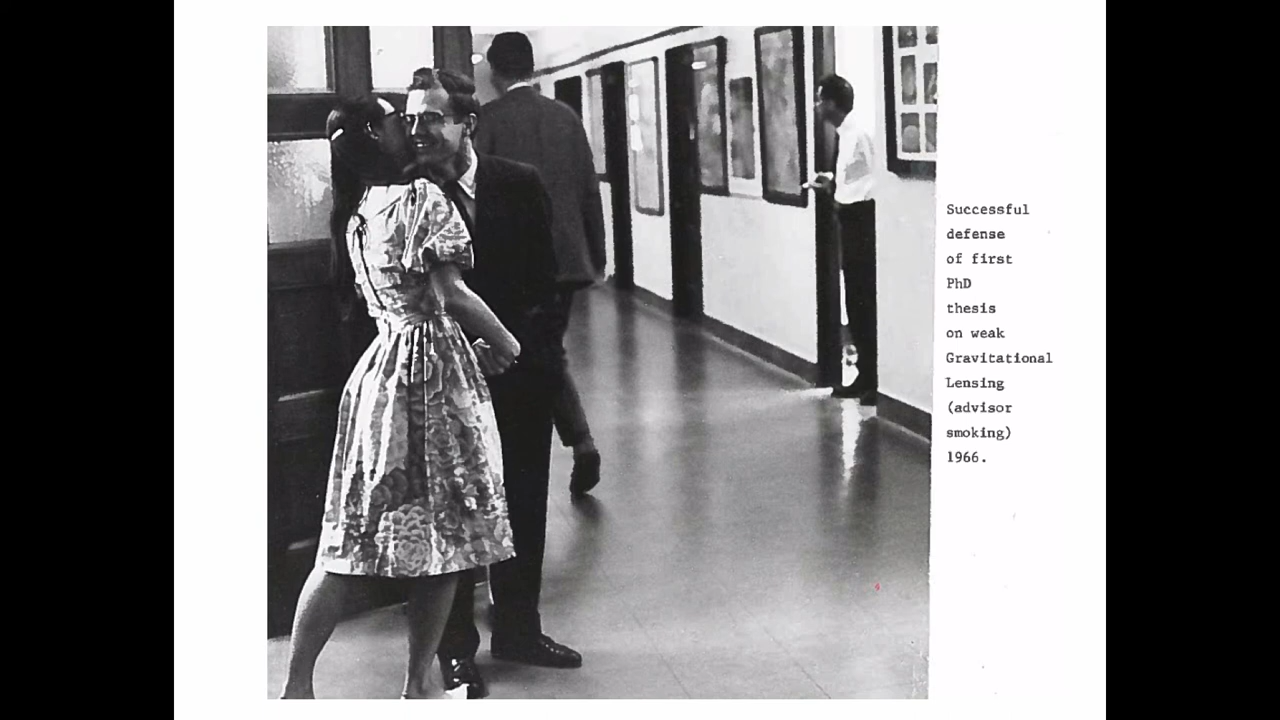 Successful
defense
of first
PhD
thesis
on weak
Gravitational
Lensing
(advisor
smoking)
1966.